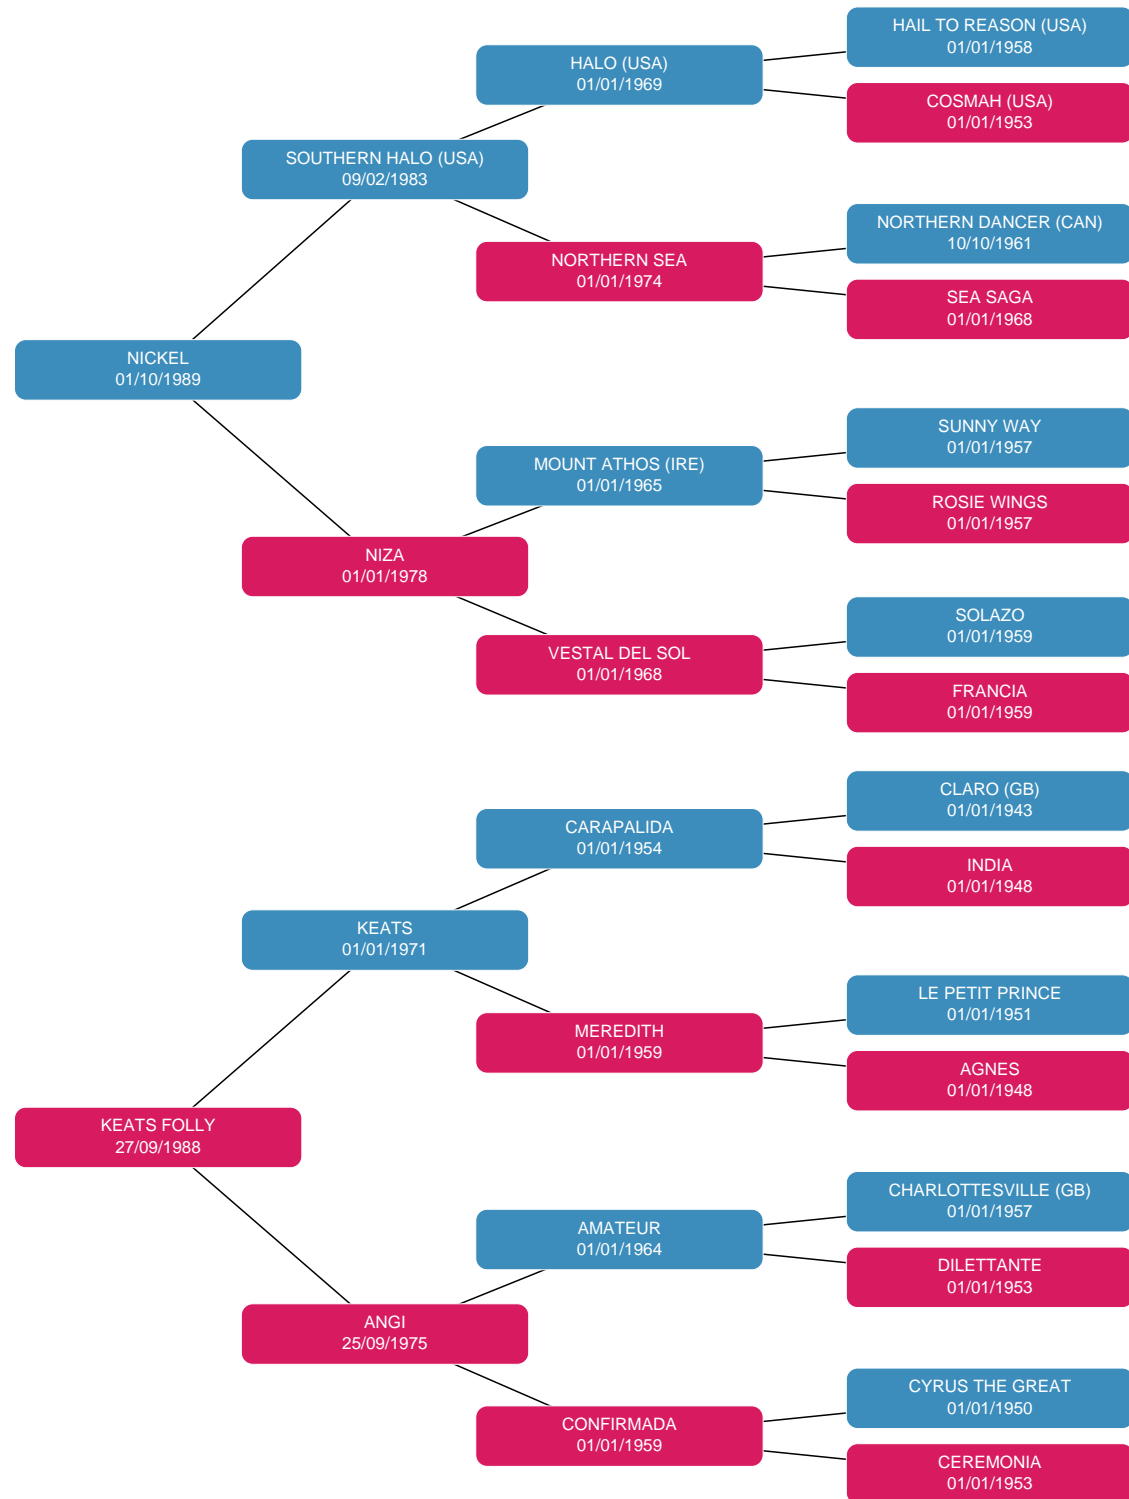 HAIL TO REASON (USA)
01/01/1958
HALO (USA)
01/01/1969
COSMAH (USA)
01/01/1953
SOUTHERN HALO (USA)
09/02/1983
NORTHERN DANCER (CAN)
10/10/1961
NORTHERN SEA
01/01/1974
SEA SAGA
01/01/1968
NICKEL
01/10/1989
SUNNY WAY
01/01/1957
MOUNT ATHOS (IRE)
01/01/1965
ROSIE WINGS
01/01/1957
NIZA
01/01/1978
SOLAZO
01/01/1959
VESTAL DEL SOL
01/01/1968
FRANCIA
01/01/1959
CLARO (GB)
01/01/1943
CARAPALIDA
01/01/1954
INDIA
01/01/1948
KEATS
01/01/1971
LE PETIT PRINCE
01/01/1951
MEREDITH
01/01/1959
AGNES
01/01/1948
KEATS FOLLY
27/09/1988
CHARLOTTESVILLE (GB)
01/01/1957
AMATEUR
01/01/1964
DILETTANTE
01/01/1953
ANGI
25/09/1975
CYRUS THE GREAT
01/01/1950
CONFIRMADA
01/01/1959
CEREMONIA
01/01/1953